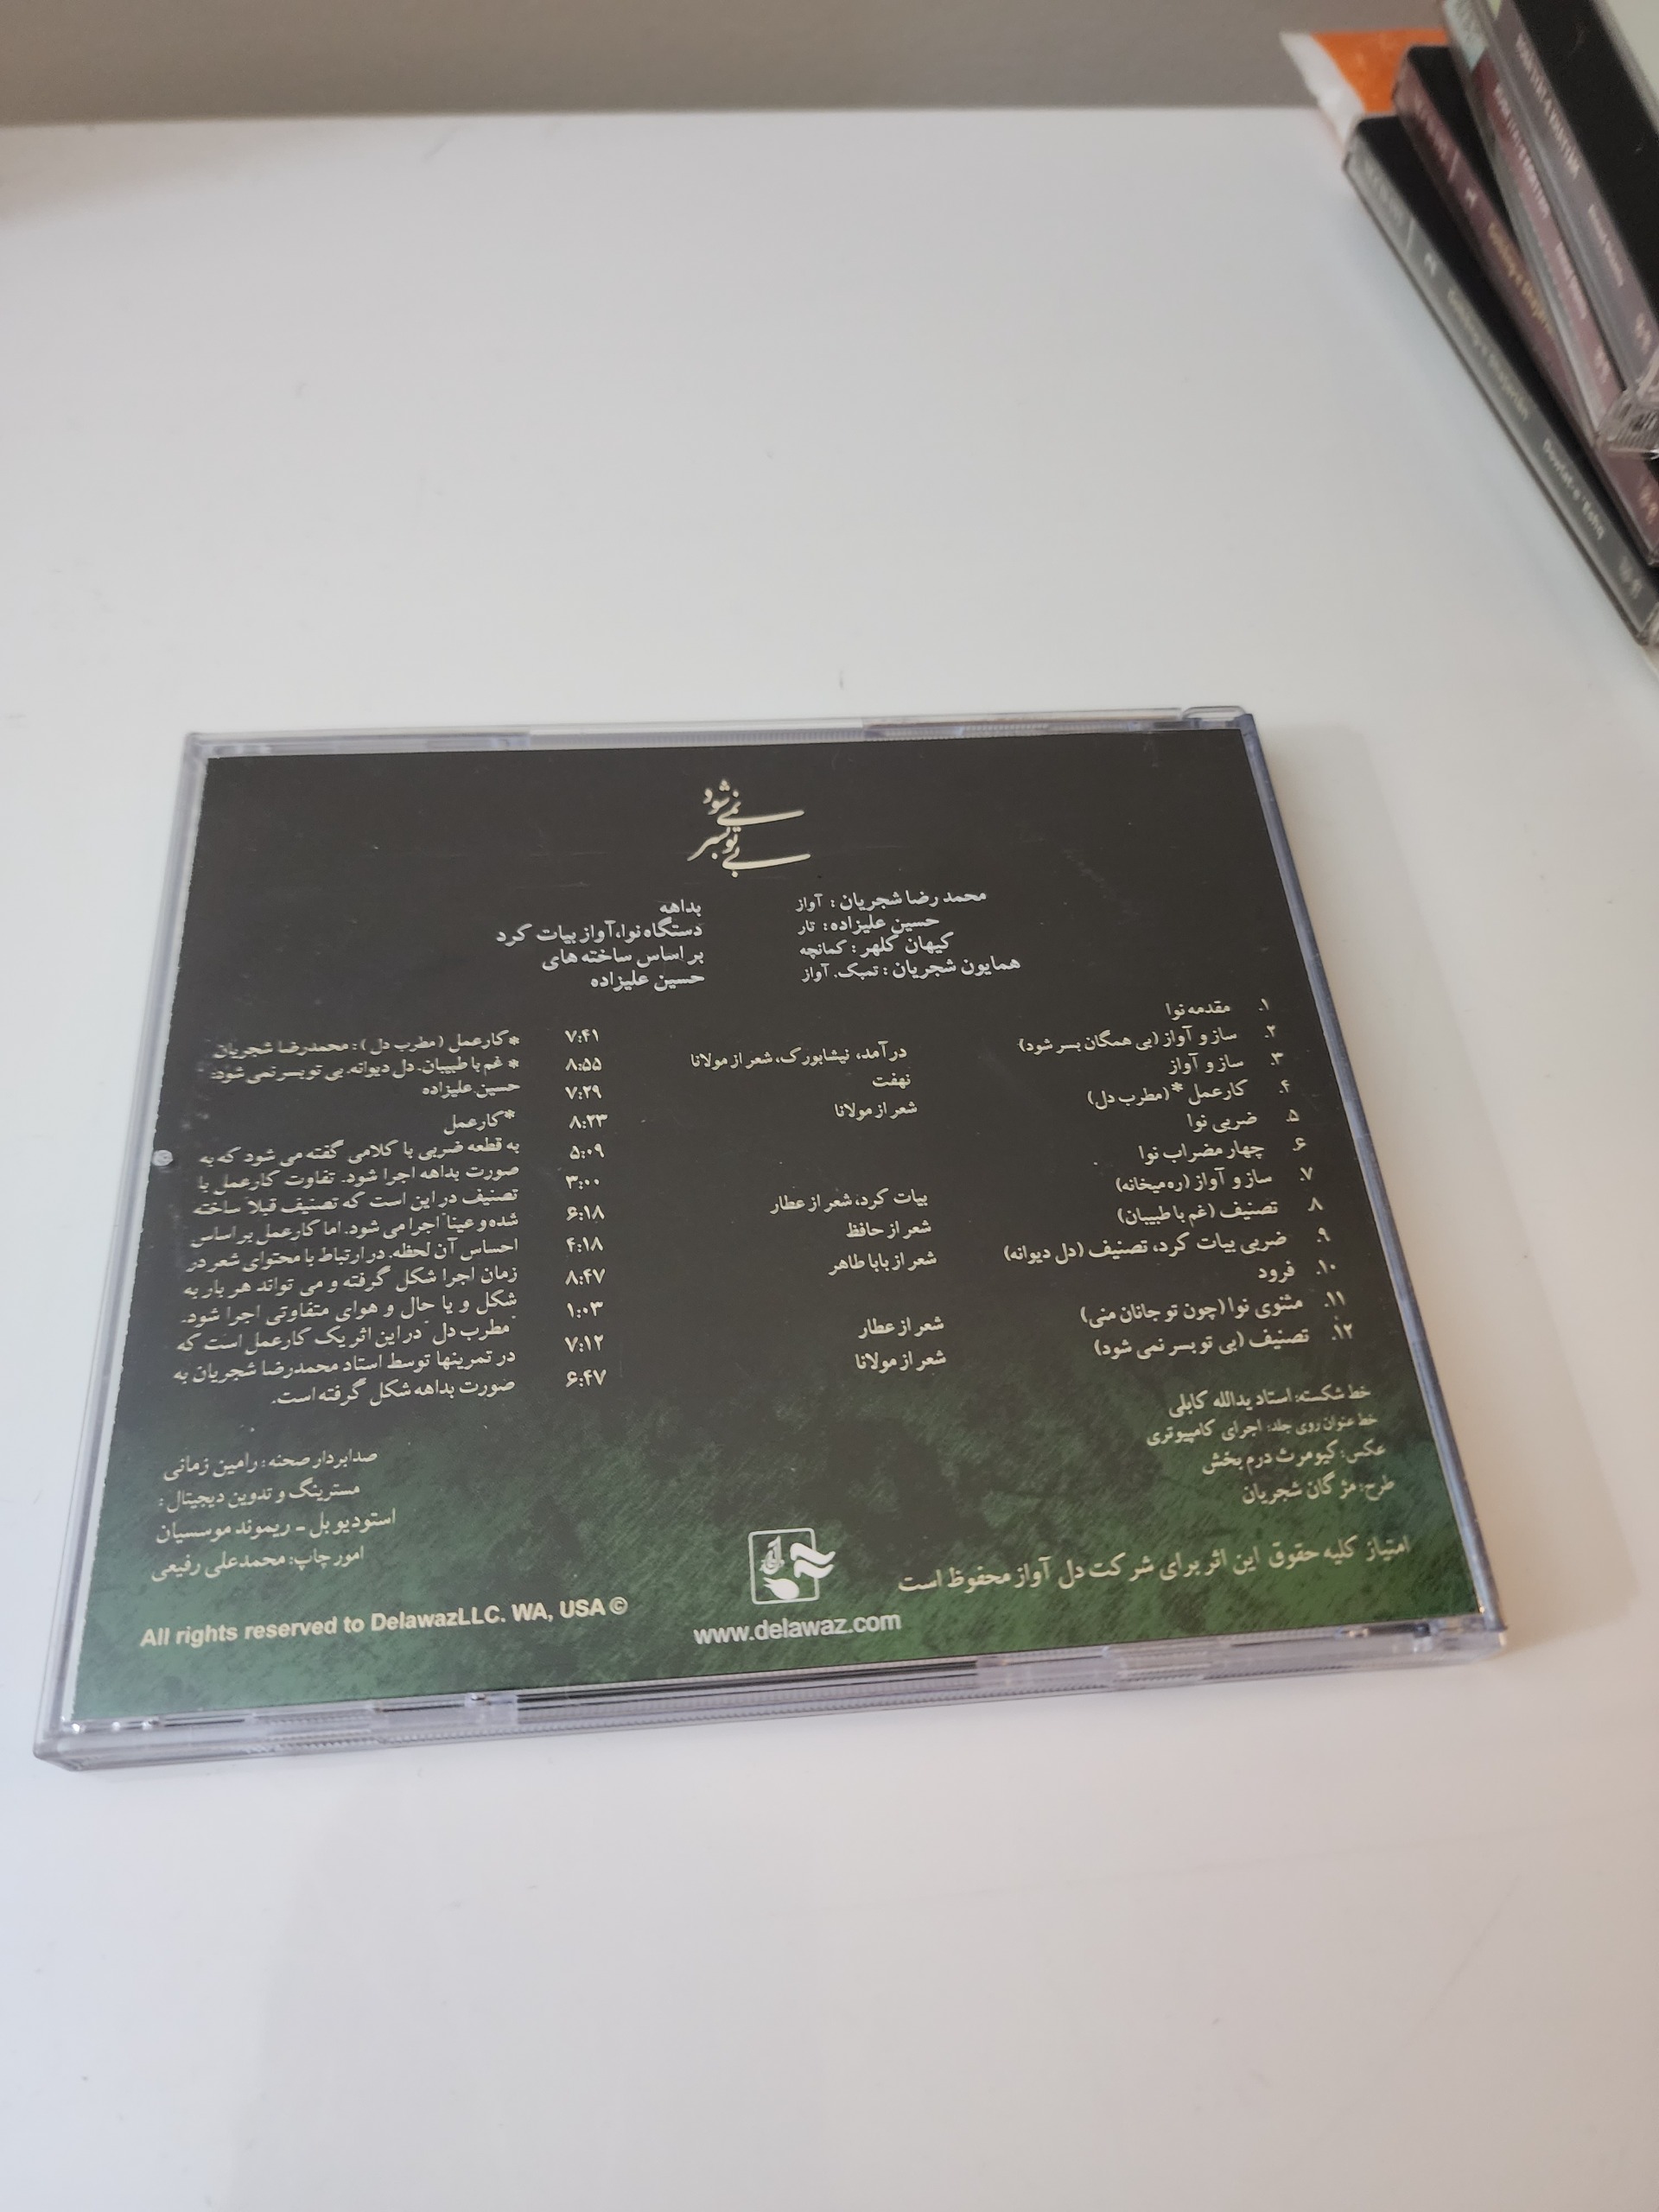 بی تو بسر
نمی شود
محمد رضا شجریان : آواز
حسین علیزاده: تار
کیهان کلهر : کمانچه
همایون شجریان : تمبک. آواز
بداهه
دستگاه نوا، آواز بیات کرد
بر اساس ساخته های
حسین علیزاده
۱. مقدمه نوا ۷:۴۱
۲. ساز و آواز (بی همگان بسر شود) درآمد، نیشابورک، شعر از مولانا ۸:۵۵
۳. ساز و آواز نهفت ۷:۲۹
۴. کارعمل *(مطرب دل) شعر از مولانا ۸:۲۳
۵. ضربی نوا ۵:۰۹
۶. چهار مضراب نوا ۳:۰۰
۷. ساز و آواز (ره میخانه) بیات کرد، شعر از عطار ۶:۱۸
۸. تصنیف (غم با طبیبان) شعر از حافظ ۴:۱۸
۹. ضربی بیات کرد، تصنیف (دل دیوانه) شعر از بابا طاهر ۸:۴۷
۱۰. فرود ۱:۰۳
۱۱. مثنوی نوا (چون تو جانان منی) شعر از عطار ۷:۱۲
۱۲. تصنیف (بی تو بسر نمی شود) شعر از مولانا ۶:۴۷
*کارعمل (مطرب دل) : محمدرضا شجریان
* غم با طبیبان. دل دیوانه. بی تو بسر نمی شود:
حسین علیزاده
*کارعمل
به قطعه ضربی با کلامی گفته می شود که به
صورت بداهه اجرا شود. تفاوت کارعمل با
تصنیف در این است که تصنیف قبلا ساخته
شده و عینا اجرا می شود. اما کارعمل بر اساس
احساس آن لحظه. در ارتباط با محتوای شعر در
زمان اجرا شکل گرفته و می تواند هر بار به
شکل و یا حال و هوای متفاوتی اجرا شود.
"مطرب دل" در این اثر یک کارعمل است که
در تمرینها توسط استاد محمدرضا شجریان به
صورت بداهه شکل گرفته است.
خط شکسته: استاد یدالله کابلی
خط عنوان روی جلد: اجرای کامپیوتری
عکس: کیومرث درم بخش
طرح: مژگان شجریان
صدابردار صحنه: رامین زمانی
مسترینگ و تدوین دیجیتال:
استودیو بل - ریموند موسسیان
امور چاپ: محمدعلی رفیعی
امتیاز کلیه حقوق این اثر برای شرکت دل آواز محفوظ است
www.delawaz.com
All rights reserved to DelawazLLC. WA, USA ©